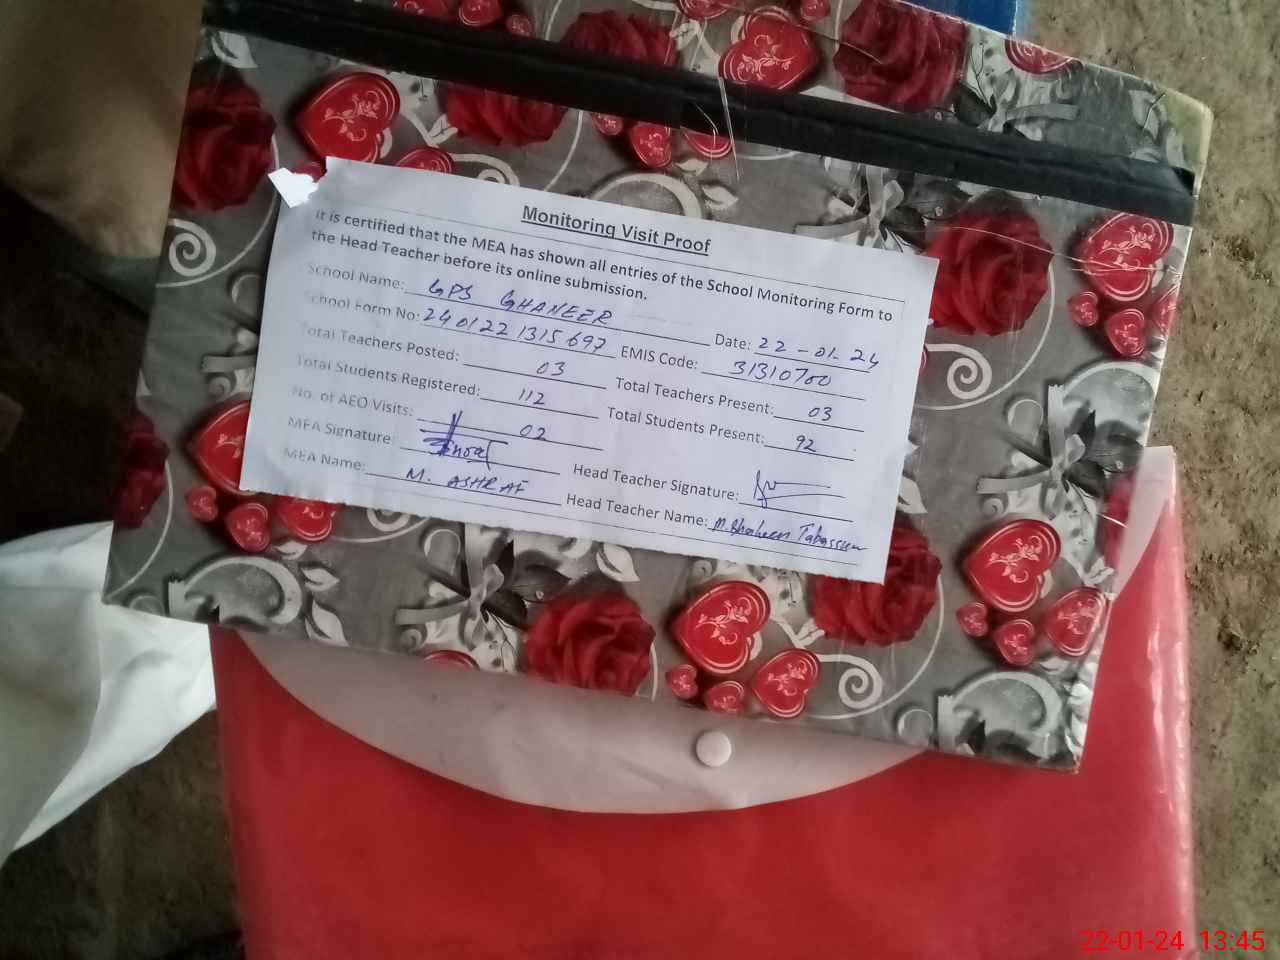 Monitoring Visit Proof
It is certified that the MEA has shown all entries of the School Monitoring Form to
the Head Teacher before its online submission.
School Name: GPS GHANEER Date: 22-01-24
School Form No: 2401221315697 EMIS Code: 31310700
Total Teachers Posted: 03 Total Teachers Present: 03
Total Students Registered: 112 Total Students Present: 92
No. of AEO Visits: 02
MEA Signature: Head Teacher Signature:
MEA Name: M. ASHRAF Head Teacher Name: M. Shaheen Tabassum
22-01-24 13:45